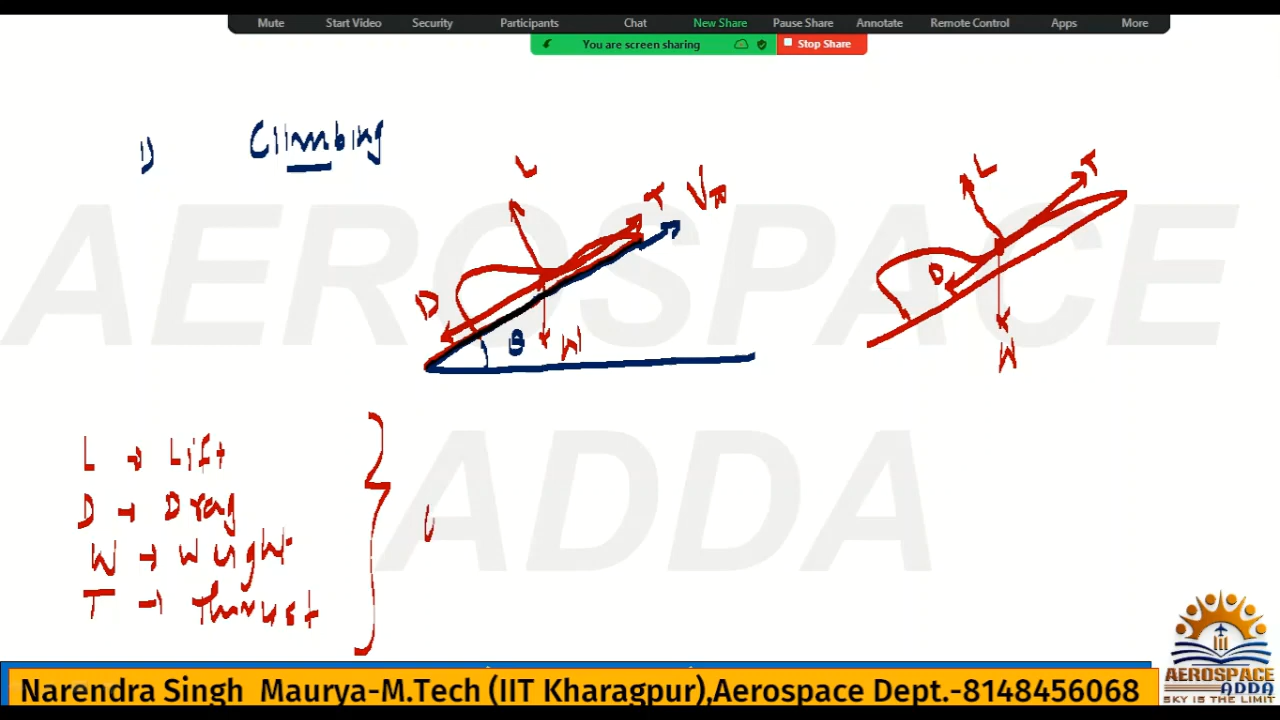 Mute Start Video Security Participants Chat New Share Pause Share Annotate Remote Control Apps More
You are screen sharing Stop Share
1) Climbing
L T V∞
D θ W
L T
D
W
AEROSPACE
ADDA
L → Lift
D → Drag
W → Weight
T → Thrust
Narendra Singh Maurya-M.Tech (IIT Kharagpur),Aerospace Dept.-8148456068
AEROSPACE
ADDA
SKY IS THE LIMIT